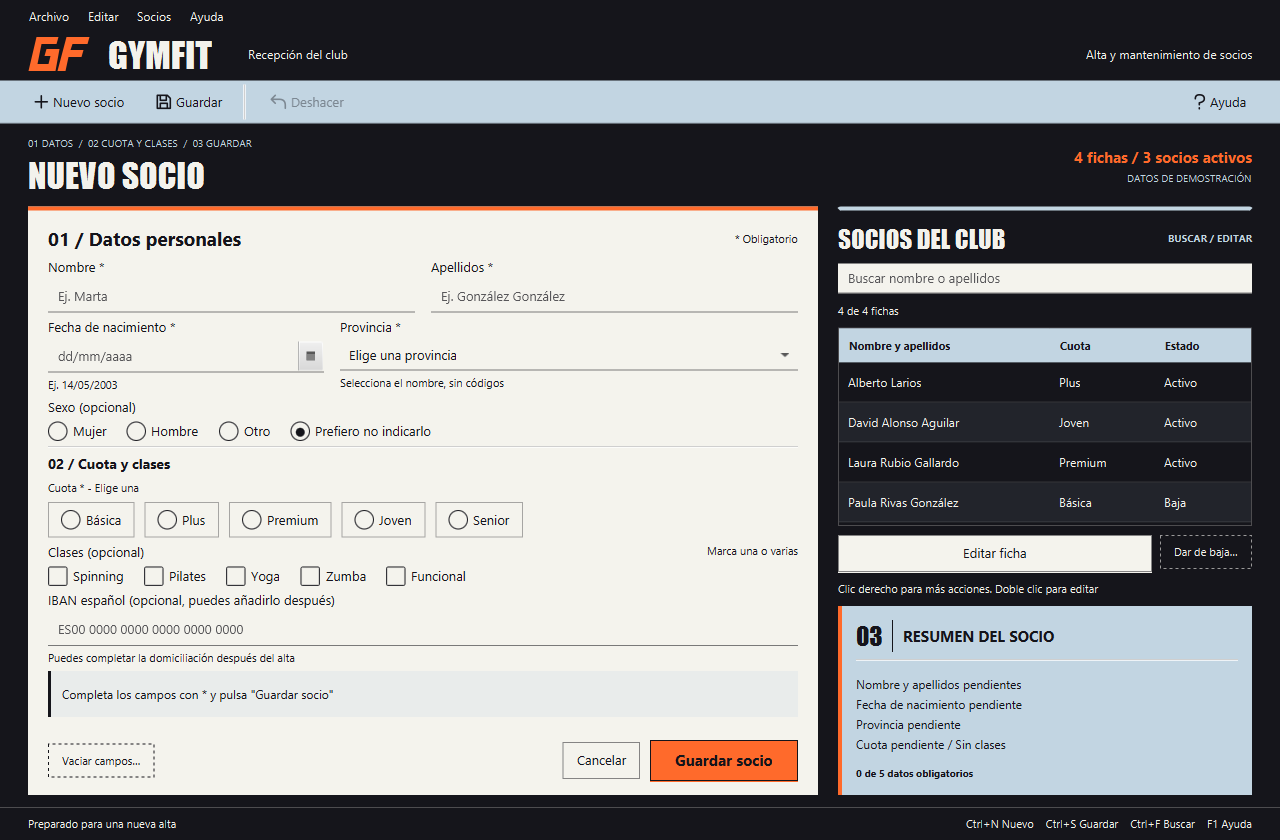 Archivo Editar Socios Ayuda
GF GYMFIT Recepción del club Alta y mantenimiento de socios
Nuevo socio Guardar Deshacer ? Ayuda
01 DATOS / 02 CUOTA Y CLASES / 03 GUARDAR
NUEVO SOCIO
4 fichas / 3 socios activos
DATOS DE DEMOSTRACIÓN
01 / Datos personales
* Obligatorio
Nombre * Apellidos *
Ej. Marta Ej. González González
Fecha de nacimiento * Provincia *
dd/mm/aaaa Elige una provincia
Ej. 14/05/2003 Selecciona el nombre, sin códigos
Sexo (opcional)
Mujer Hombre Otro Prefiero no indicarlo
02 / Cuota y clases
Cuota * - Elige una
Básica Plus Premium Joven Senior
Clases (opcional) Marca una o varias
Spinning Pilates Yoga Zumba Funcional
IBAN español (opcional, puedes añadirlo después)
ES00 0000 0000 0000 0000 0000
Puedes completar la domiciliación después del alta
Completa los campos con * y pulsa "Guardar socio"
Vaciar campos... Cancelar Guardar socio
SOCIOS DEL CLUB BUSCAR / EDITAR
Buscar nombre o apellidos
4 de 4 fichas
Nombre y apellidos Cuota Estado
Alberto Larios Plus Activo
David Alonso Aguilar Joven Activo
Laura Rubio Gallardo Premium Activo
Paula Rivas González Básica Baja
Editar ficha Dar de baja...
Clic derecho para más acciones. Doble clic para editar
03 RESUMEN DEL SOCIO
Nombre y apellidos pendientes
Fecha de nacimiento pendiente
Provincia pendiente
Cuota pendiente / Sin clases
0 de 5 datos obligatorios
Preparado para una nueva alta Ctrl+N Nuevo Ctrl+S Guardar Ctrl+F Buscar F1 Ayuda